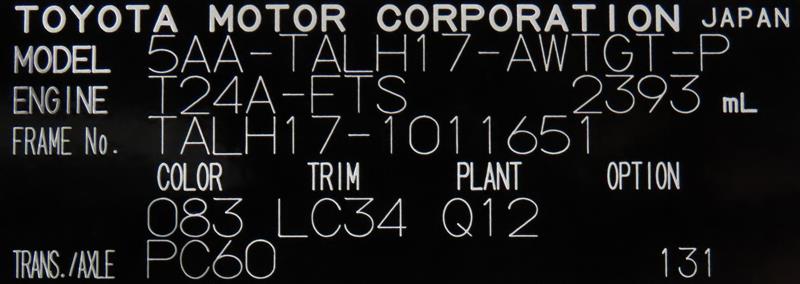 TOYOTA MOTOR CORPORATION JAPAN
MODEL 5AA-TALH17-AWTGT-P
ENGINE T24A-FTS 2393 mL
FRAME No. TALH17-1011651
COLOR TRIM PLANT OPTION
083 LC34 Q12
TRANS./AXLE PC60 131